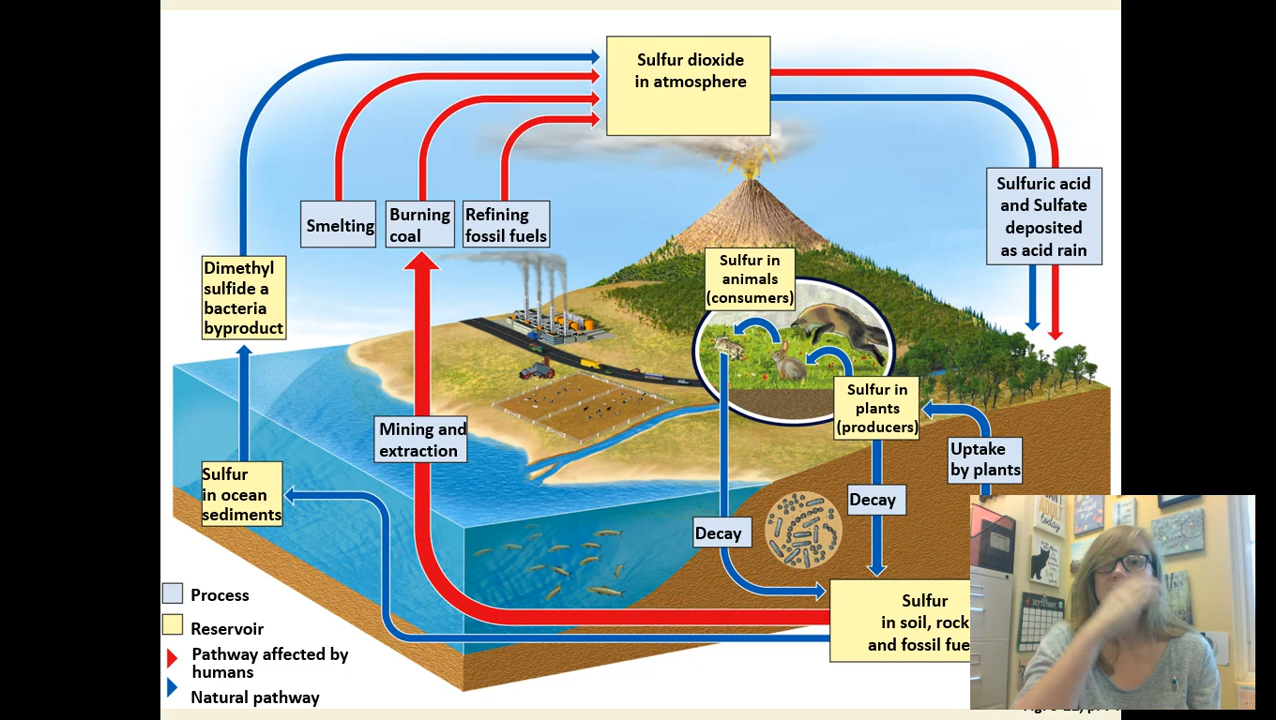 Sulfur dioxide
in atmosphere
Smelting
Burning
coal
Refining
fossil fuels
Sulfuric acid
and Sulfate
deposited
as acid rain
Dimethyl
sulfide a
bacteria
byproduct
Sulfur in
animals
(consumers)
Sulfur in
plants
(producers)
Mining and
extraction
Uptake
by plants
Sulfur
in ocean
sediments
Decay
Decay
Sulfur
in soil, rock
and fossil fue
Process
Reservoir
Pathway affected by
humans
Natural pathway
ADULT
today